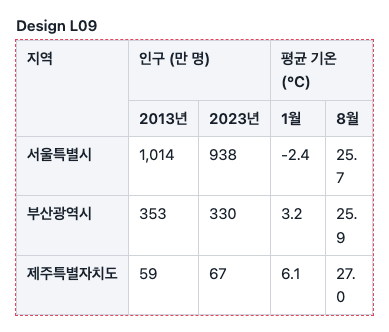 Design L09
지역 인구 (만 명) 평균 기온
(°C)
2013년 2023년 1월 8월
서울특별시 1,014 938 -2.4 25.
7
부산광역시 353 330 3.2 25.
9
제주특별자치도 59 67 6.1 27.
0